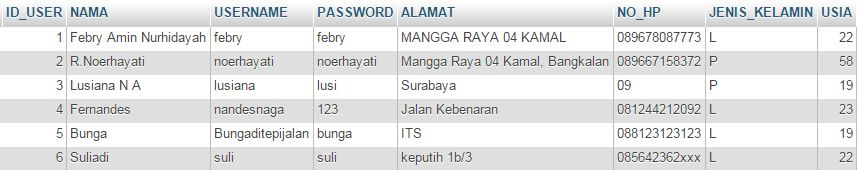 ID_USER NAMA USERNAME PASSWORD ALAMAT NO_HP JENIS_KELAMIN USIA
1 Febry Amin Nurhidayah febry febry MANGGA RAYA 04 KAMAL 089678087773 L 22
2 R.Noerhayati noerhayati noerhayati Mangga Raya 04 Kamal, Bangkalan 089667158372 P 58
3 Lusiana N A lusiana lusi Surabaya 09 P 19
4 Fernandes nandesnaga 123 Jalan Kebenaran 081244212092 L 23
5 Bunga Bungaditepijalan bunga ITS 088123123123 L 19
6 Suliadi suli suli keputih 1b/3 085642362xxx L 22